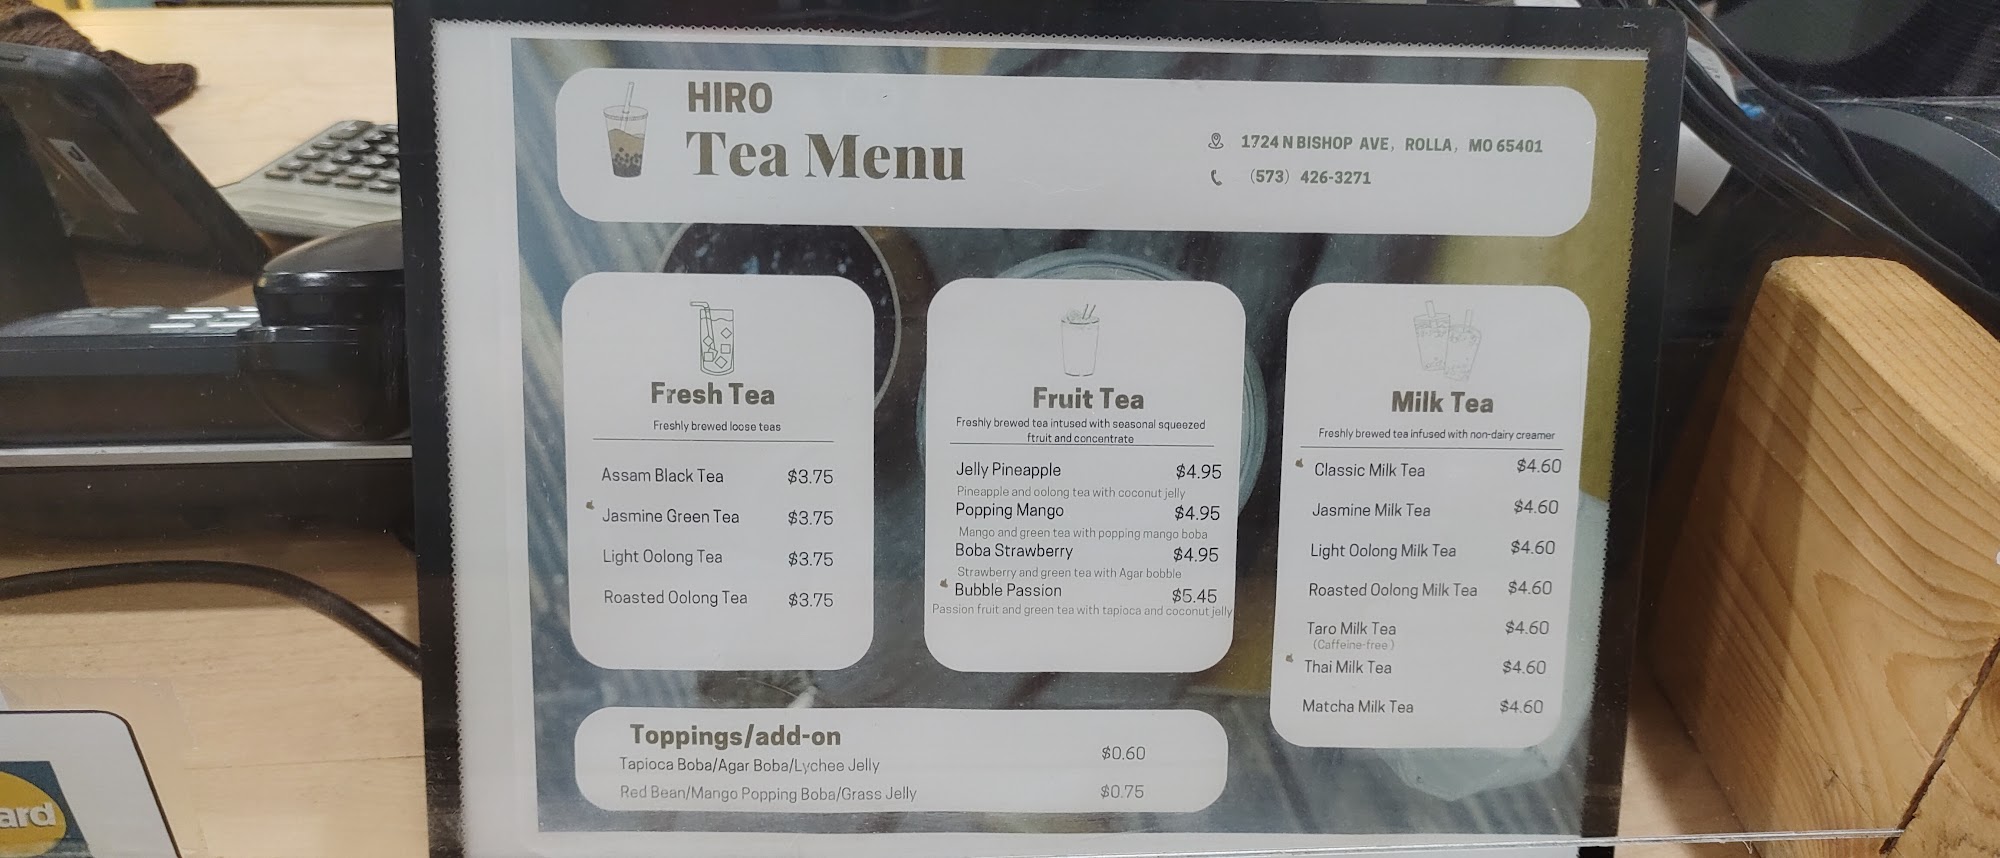 HIRO
Tea Menu
1724 N BISHOP AVE, ROLLA, MO 65401
(573) 426-3271
Fresh Tea
Freshly brewed loose teas
Assam Black Tea $3.75
Jasmine Green Tea $3.75
Light Oolong Tea $3.75
Roasted Oolong Tea $3.75
Fruit Tea
Freshly brewed tea intused with seasonal squeezed
ftruit and concentrate
Jelly Pineapple $4.95
Pineapple and oolong tea with coconut jelly
Popping Mango $4.95
Mango and green tea with popping mango boba
Boba Strawberry $4.95
Strawberry and green tea with Agar bobble
Bubble Passion $5.45
Passion fruit and green tea with tapioca and coconut jelly
Milk Tea
Freshly brewed tea infused with non-dairy creamer
Classic Milk Tea $4.60
Jasmine Milk Tea $4.60
Light Oolong Milk Tea $4.60
Roasted Oolong Milk Tea $4.60
Taro Milk Tea $4.60
(Caffeine-free)
Thai Milk Tea $4.60
Matcha Milk Tea $4.60
Toppings/add-on
Tapioca Boba/Agar Boba/Lychee Jelly $0.60
Red Bean/Mango Popping Boba/Grass Jelly $0.75
ard